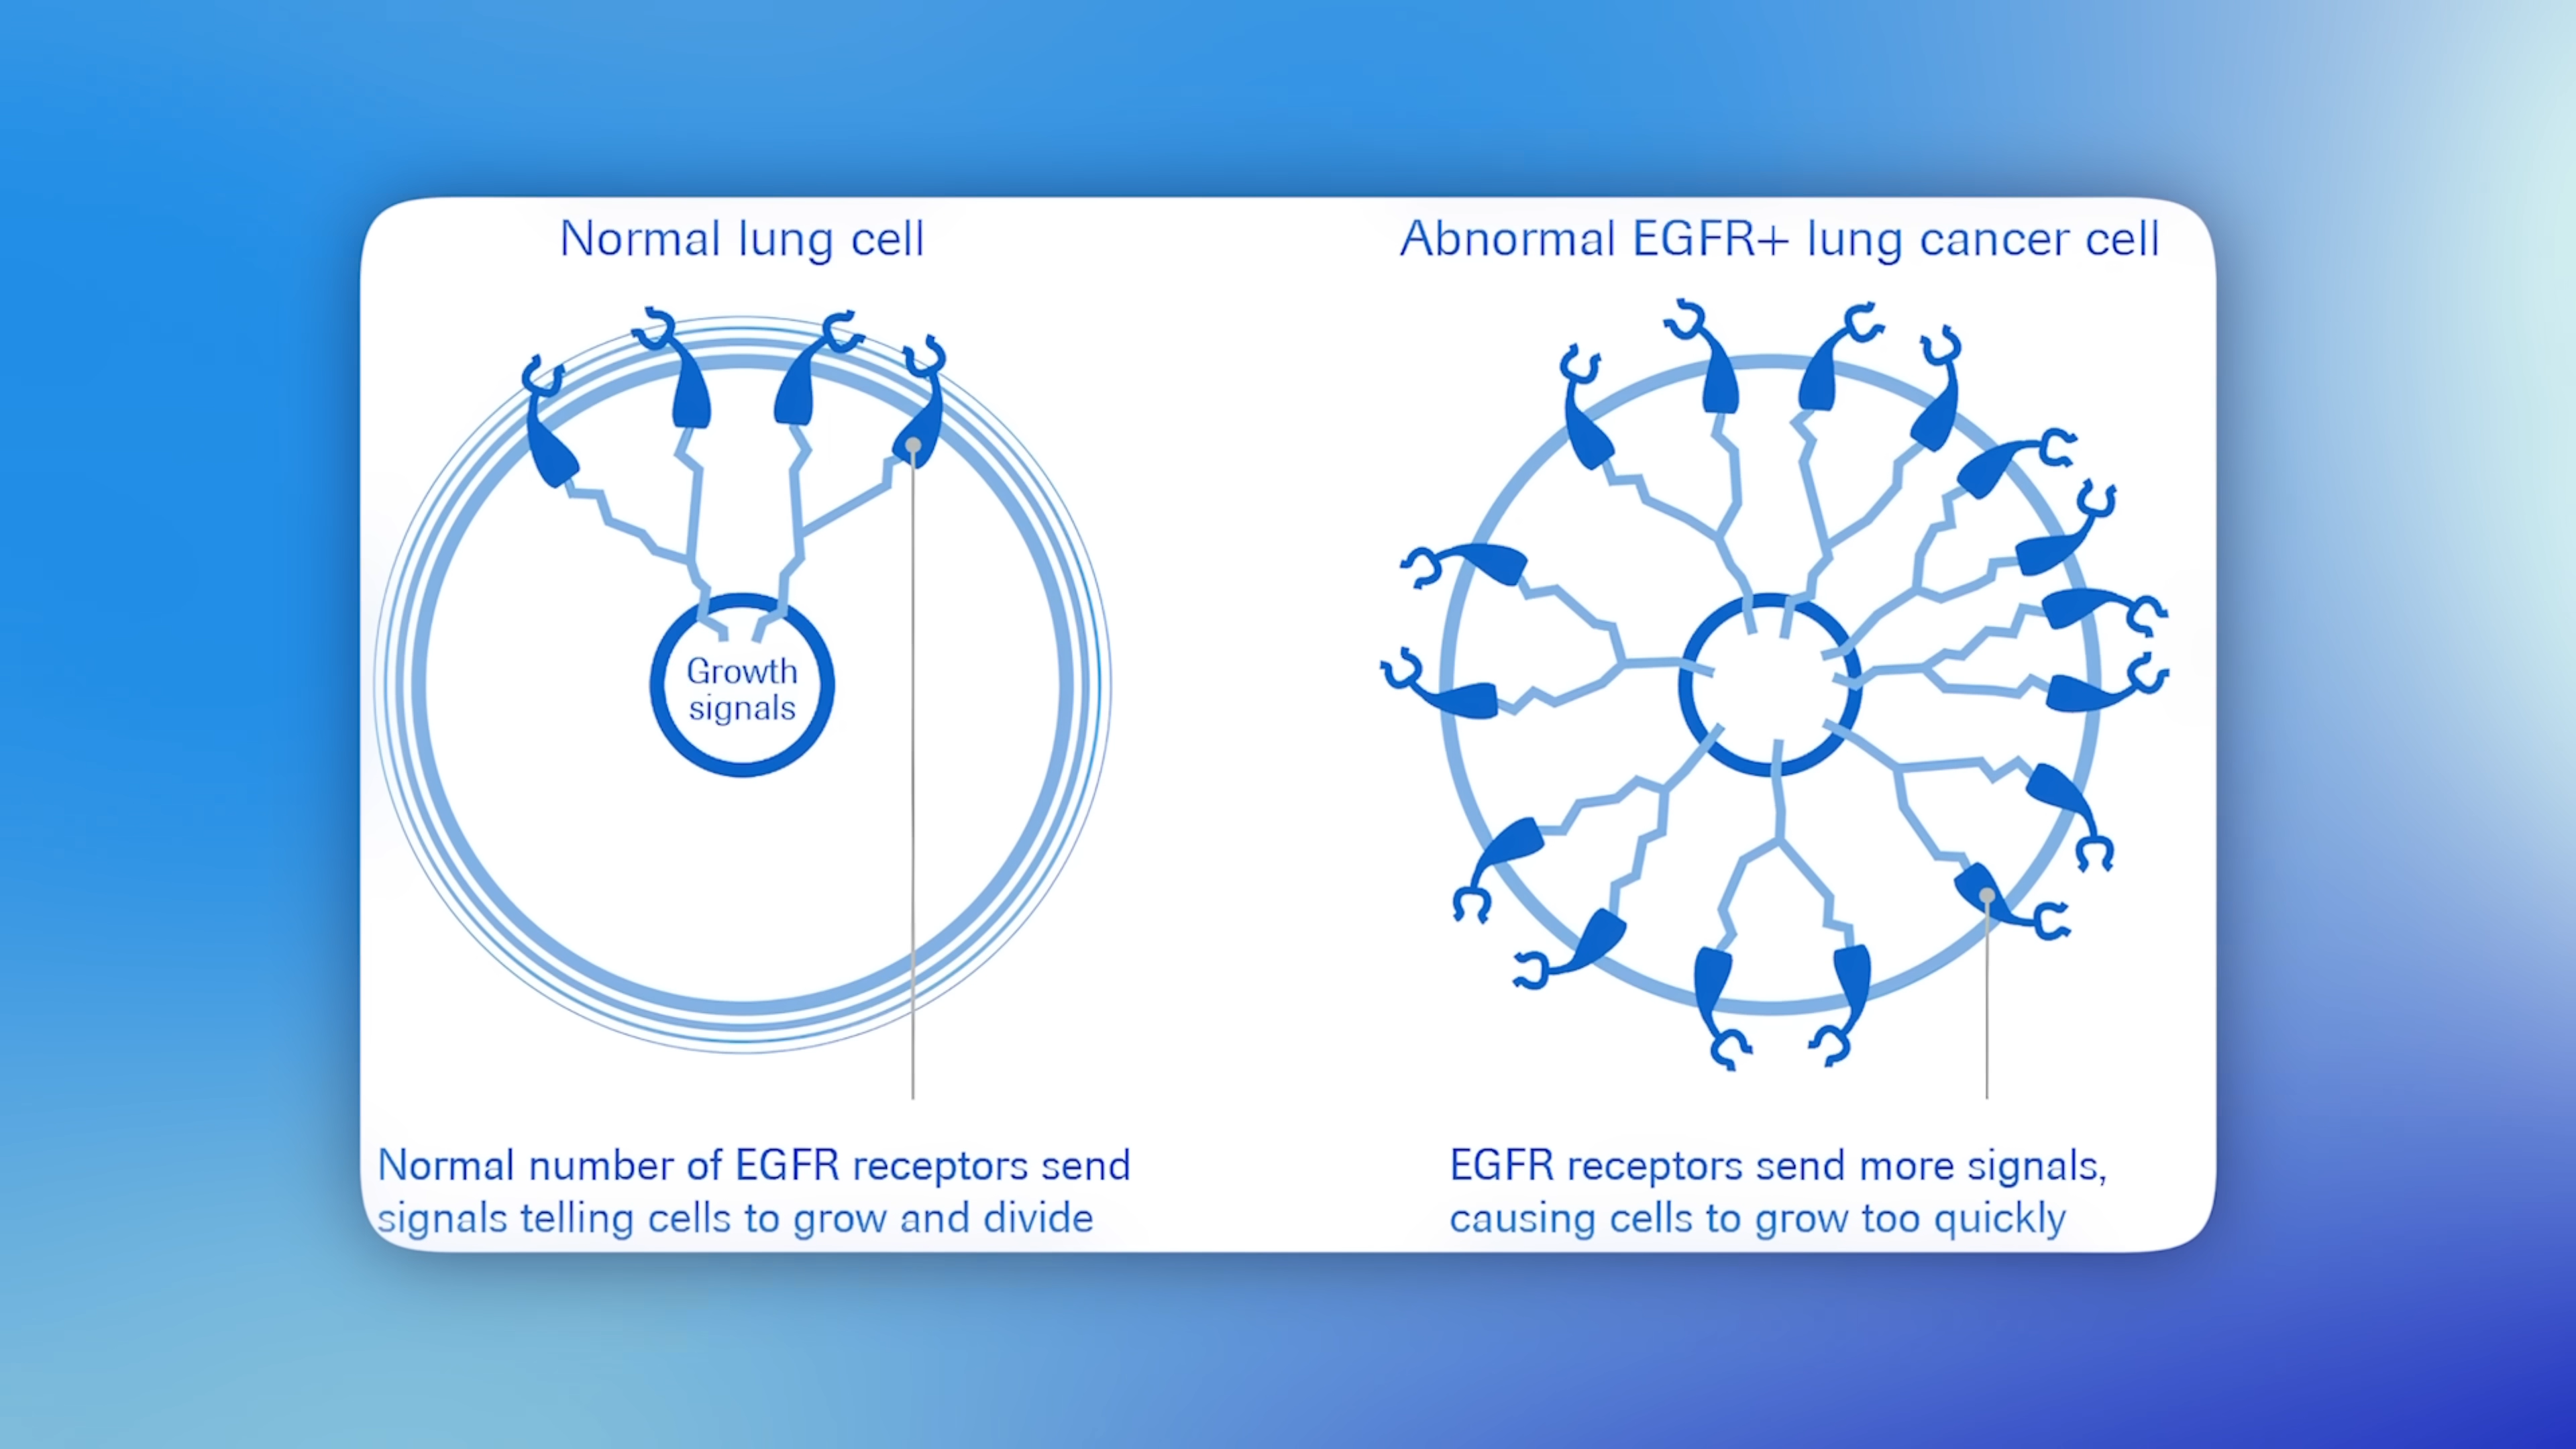 Normal lung cell
Abnormal EGFR+ lung cancer cell
Growth
signals
Normal number of EGFR receptors send
signals telling cells to grow and divide
EGFR receptors send more signals,
causing cells to grow too quickly